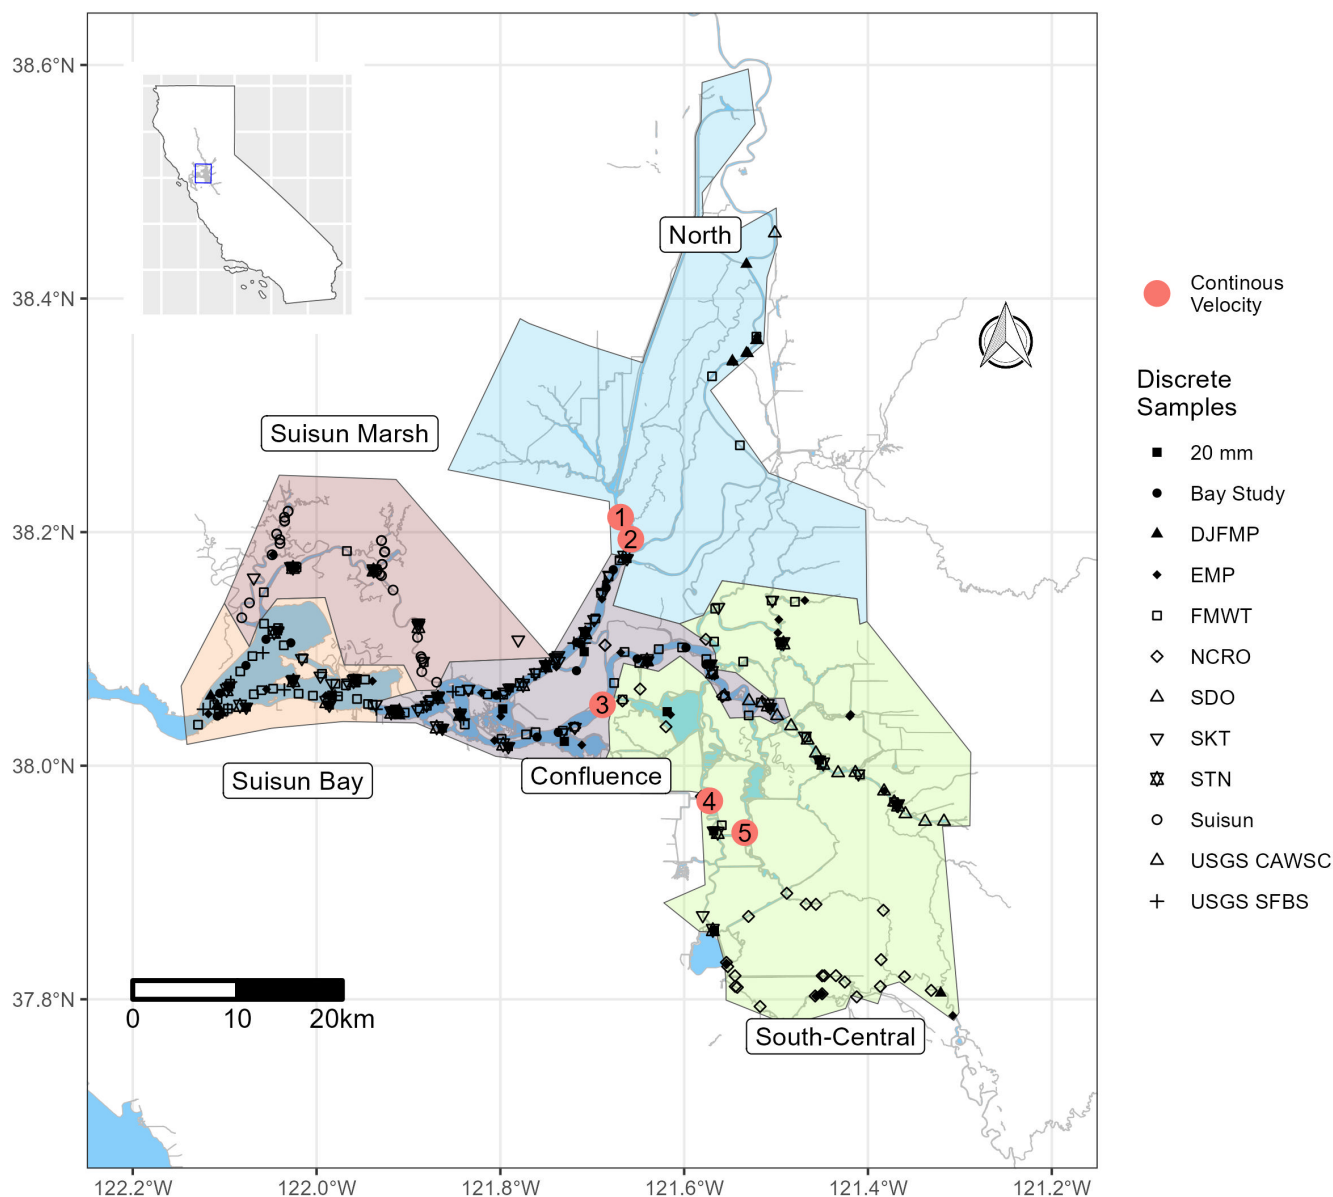 38.6°N
38.4°N
38.2°N
38.0°N
37.8°N
North
Suisun Marsh
1
2
3
Confluence
Suisun Bay
4
5
South-Central
0 10 20km
122.2°W 122.0°W 121.8°W 121.6°W 121.4°W 121.2°W
Continous
Velocity
Discrete
Samples
20 mm
Bay Study
DJFMP
EMP
FMWT
NCRO
SDO
SKT
STN
Suisun
USGS CAWSC
USGS SFBS